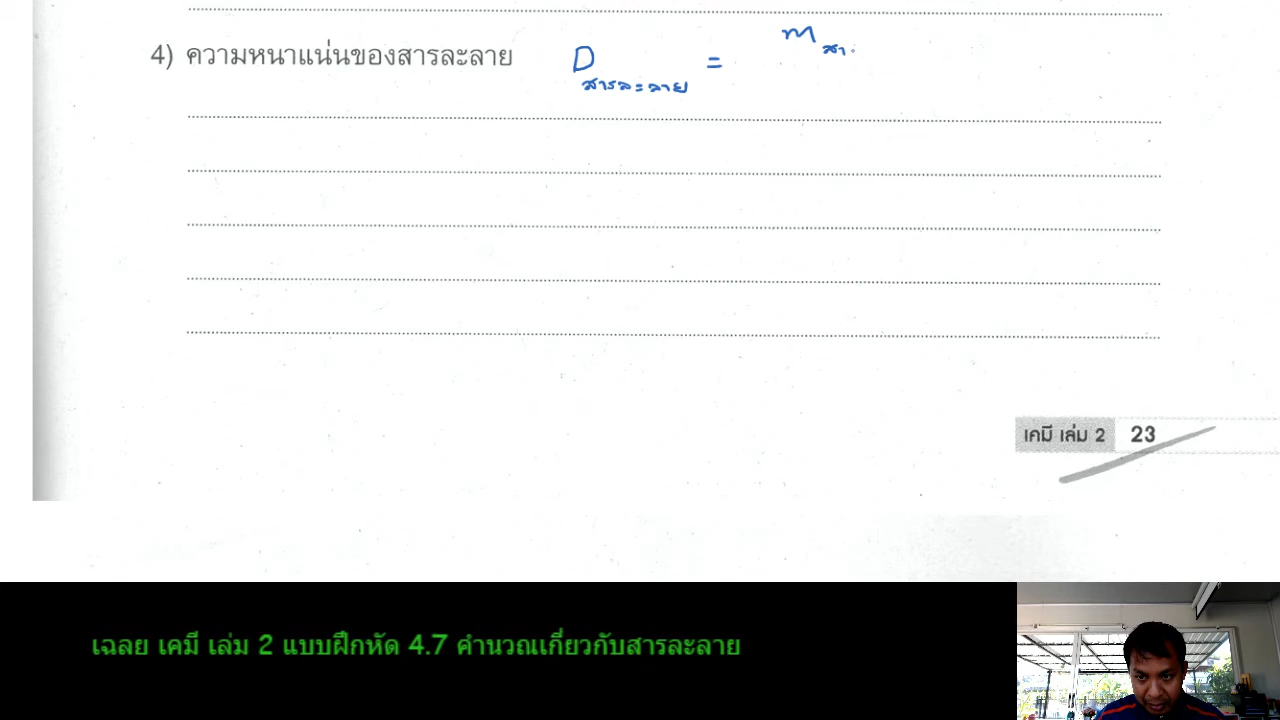 4) ความหนาแน่นของสารละลาย D สารละลาย = m สา.
เคมี เล่ม 2 23
เฉลย เคมี เล่ม 2 แบบฝึกหัด 4.7 คำนวณเกี่ยวกับสารละลาย